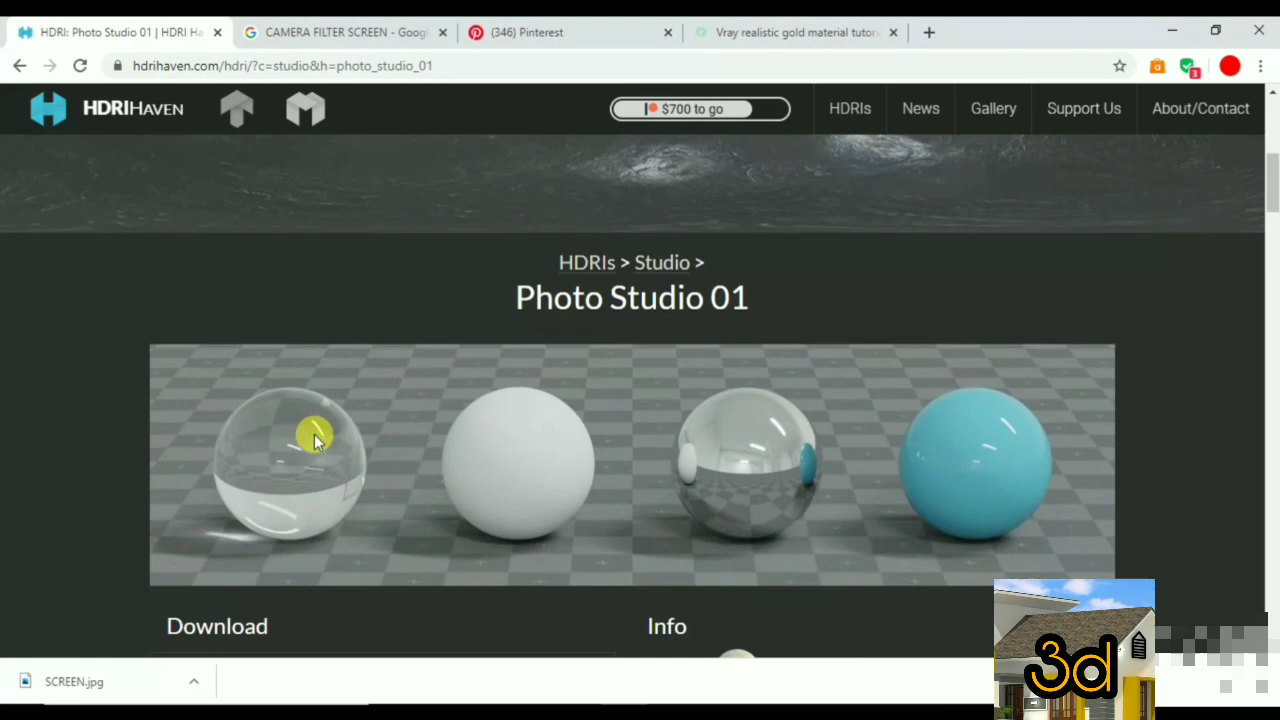 HDRI: Photo Studio 01 | HDRI Ha
CAMERA FILTER SCREEN - Googl
(346) Pinterest
Vray realistic gold material tutori
hdrihaven.com/hdri/?c=studio&h=photo_studio_01
3
HDRIHAVEN
$700 to go
HDRIs
News
Gallery
Support Us
About/Contact
HDRIs > Studio >
Photo Studio 01
Download
Info
SCREEN.jpg
3d